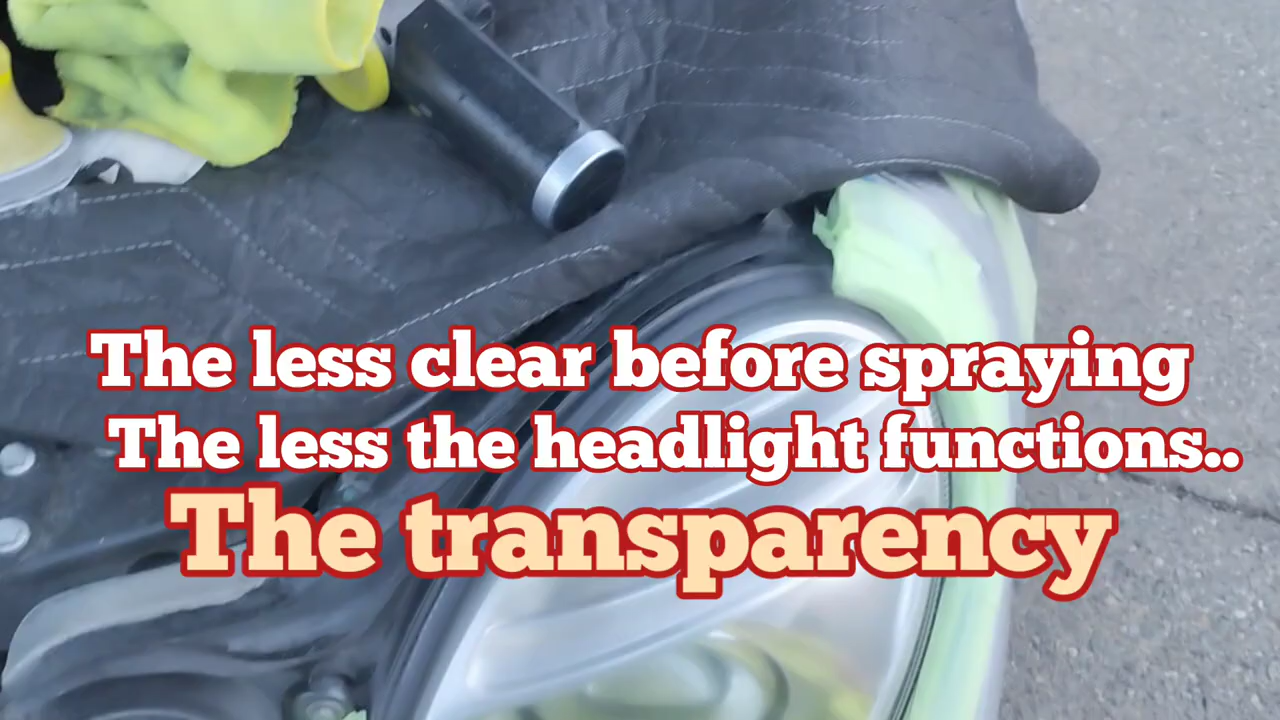 The less clear before spraying
The less the headlight functions..
The transparency